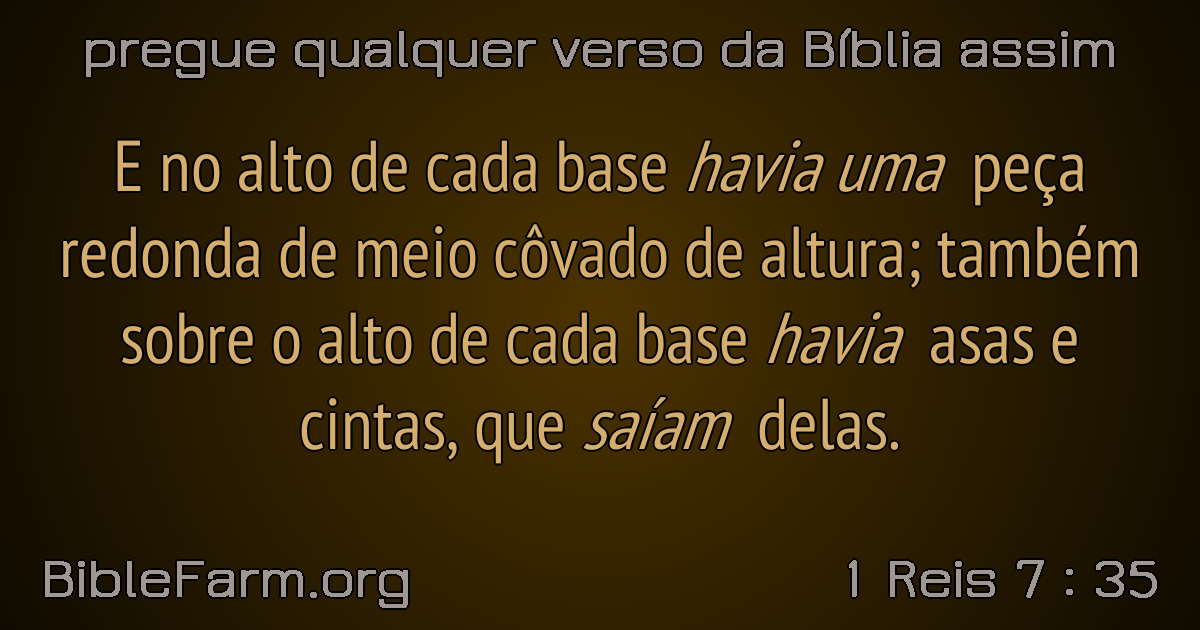 pregue qualquer verso da Bíblia assim
E no alto de cada base havia uma peça
redonda de meio côvado de altura; também
sobre o alto de cada base havia asas e
cintas, que saíam delas.
BibleFarm.org
1 Reis 7 : 35